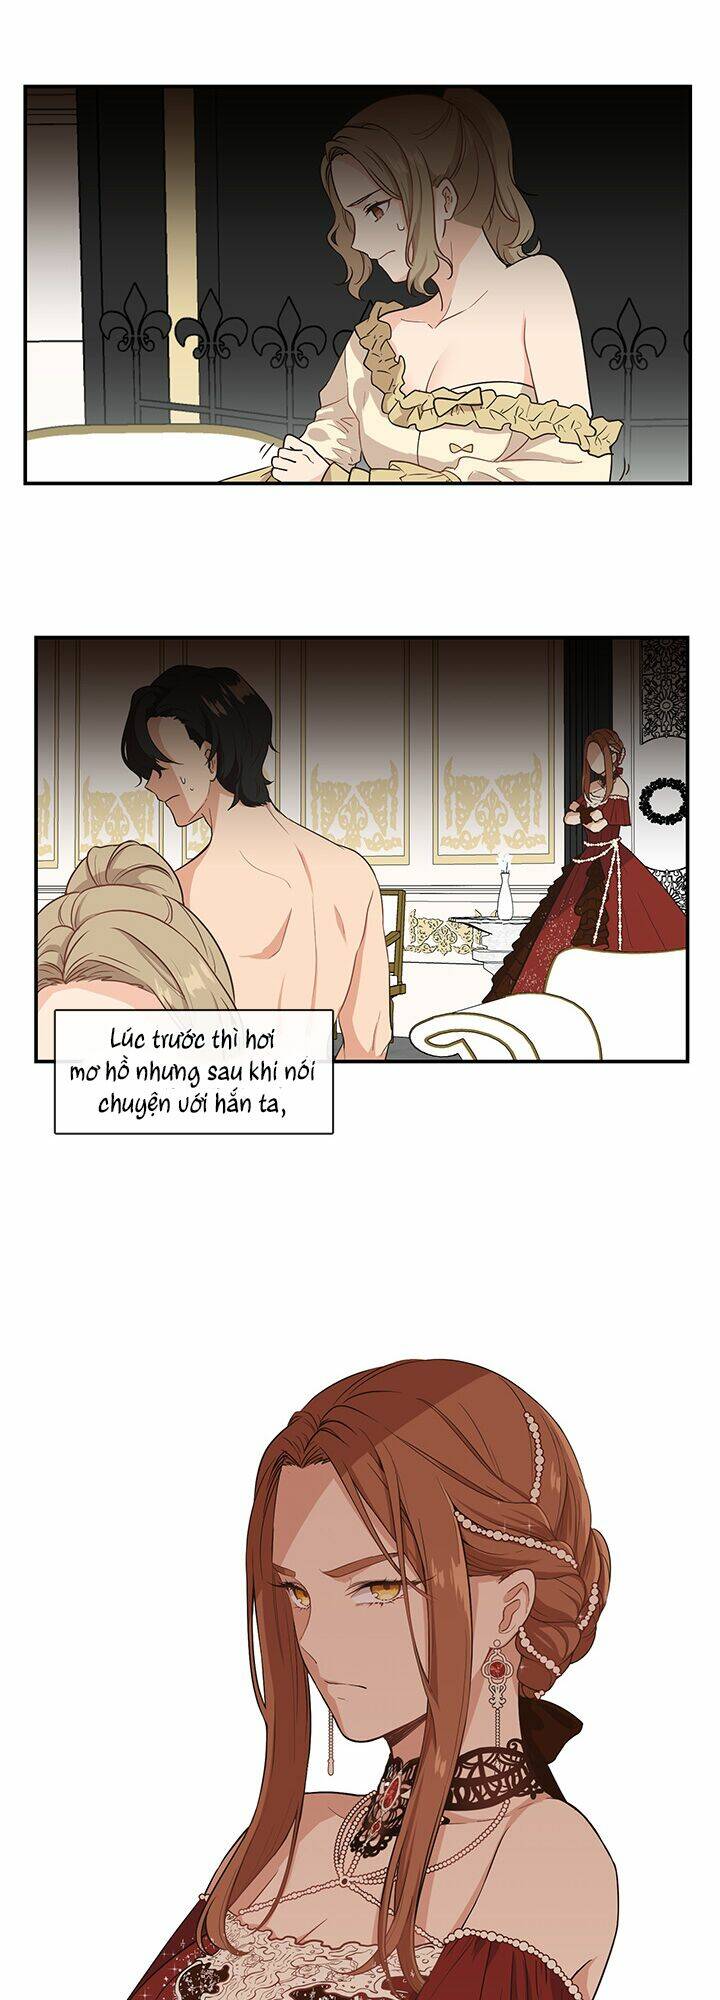 Lúc trước thì hơi
mơ hồ nhưng sau khi nói
chuyện với hắn ta,